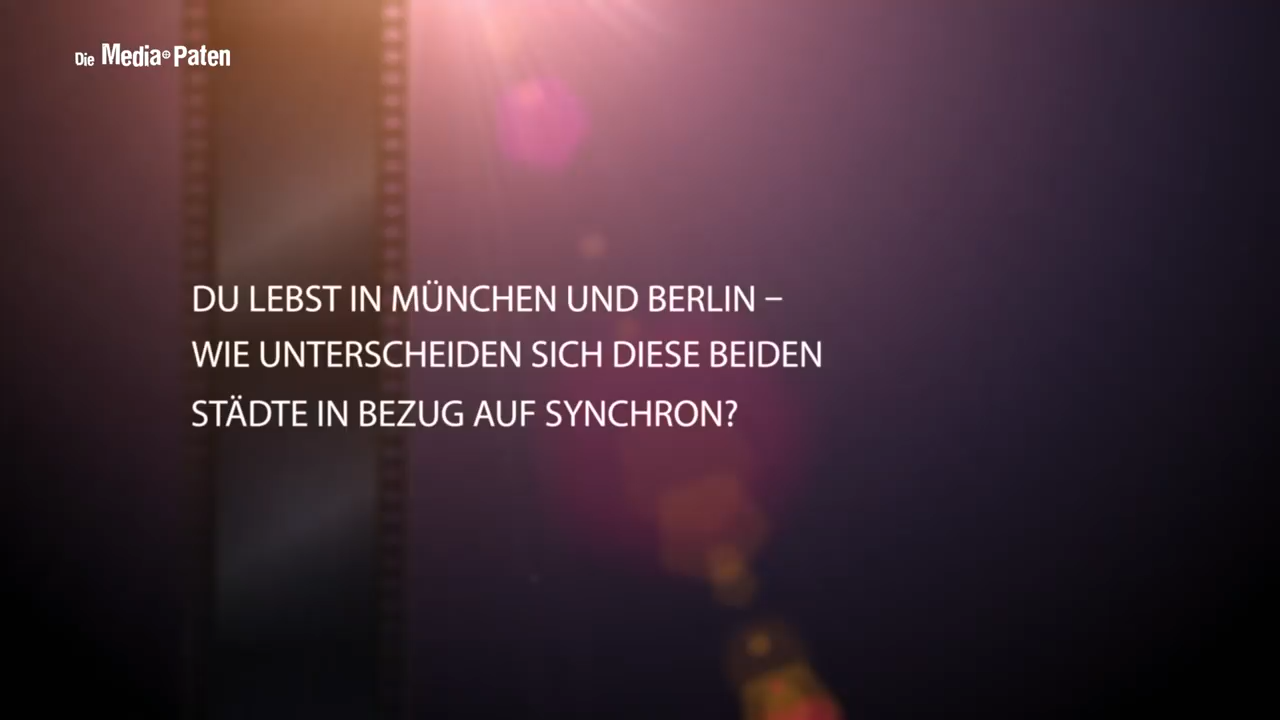 Die Media Paten
DU LEBST IN MÜNCHEN UND BERLIN –
WIE UNTERSCHEIDEN SICH DIESE BEIDEN
STÄDTE IN BEZUG AUF SYNCHRON?